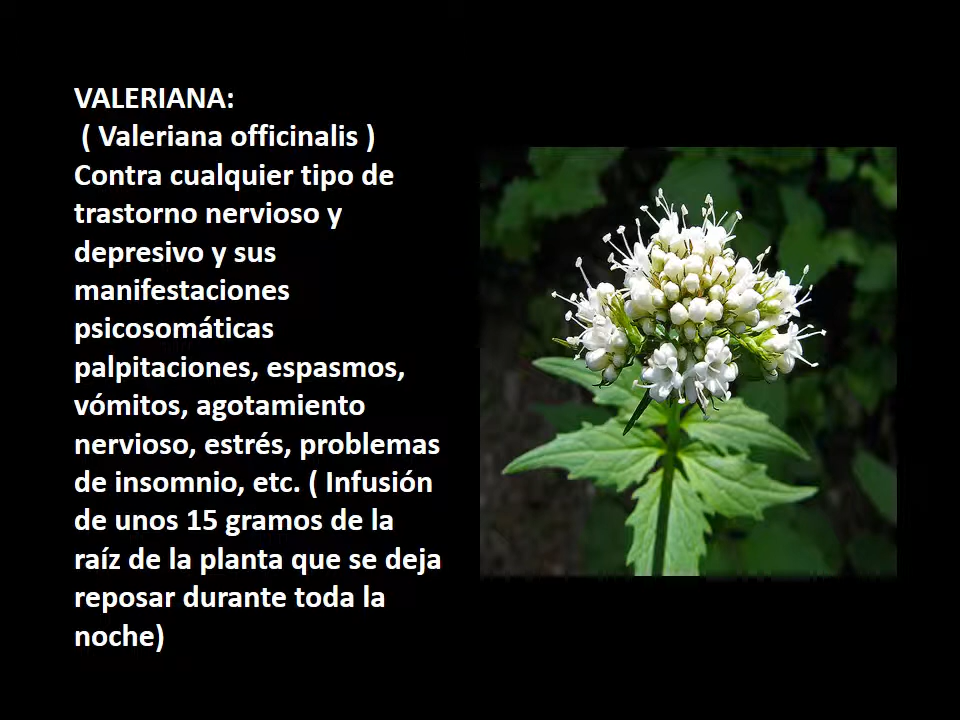 VALERIANA:
( Valeriana officinalis )
Contra cualquier tipo de
trastorno nervioso y
depresivo y sus
manifestaciones
psicosomáticas
palpitaciones, espasmos,
vómitos, agotamiento
nervioso, estrés, problemas
de insomnio, etc. ( Infusión
de unos 15 gramos de la
raíz de la planta que se deja
reposar durante toda la
noche)